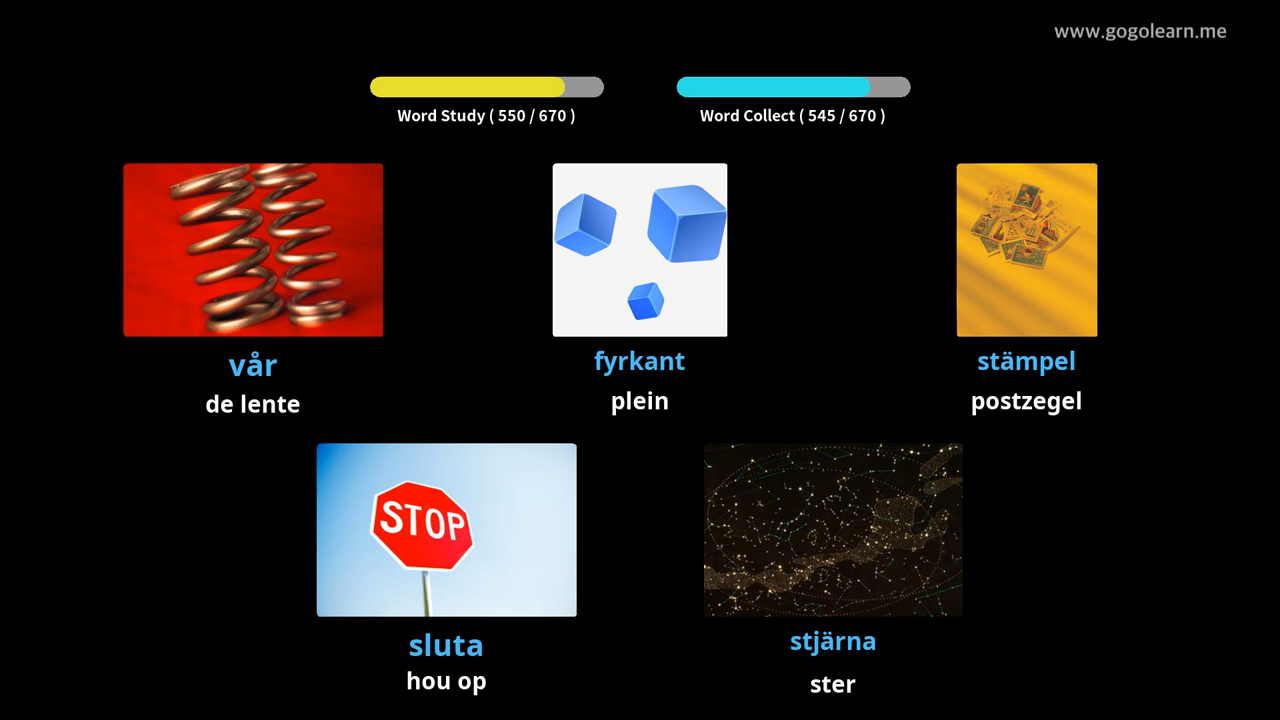 www.gogolearn.me
Word Study ( 550 / 670 )
Word Collect ( 545 / 670 )
vår
de lente
fyrkant
plein
stämpel
postzegel
STOP
sluta
hou op
stjärna
ster